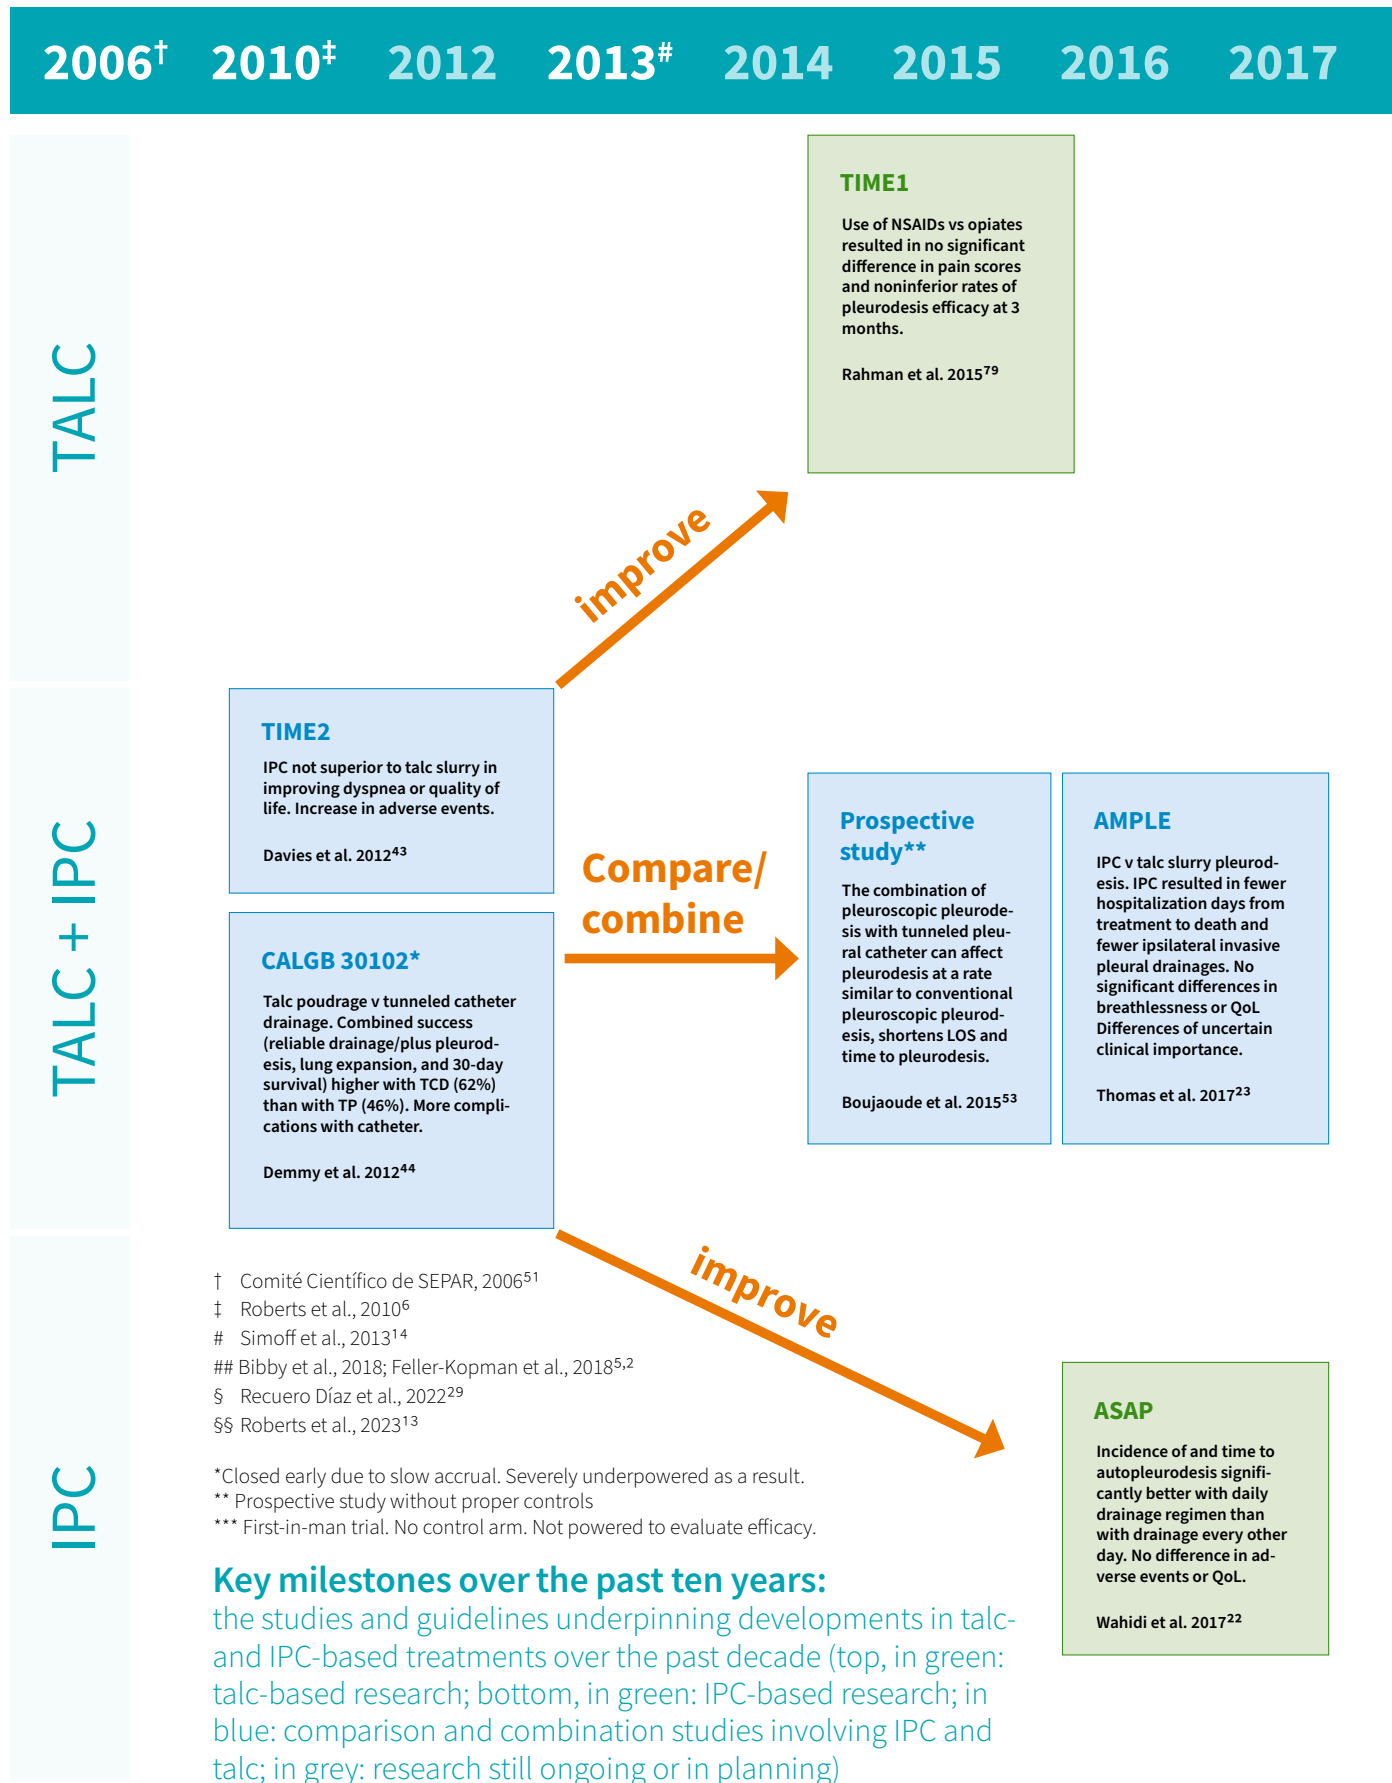 2006† 2010‡ 2012 2013# 2014 2015 2016 2017
TALC
TIME1
Use of NSAIDs vs opiates
resulted in no significant
difference in pain scores
and noninferior rates of
pleurodesis efficacy at 3
months.
Rahman et al. 2015⁷⁹
improve
TALC + IPC
TIME2
IPC not superior to talc slurry in
improving dyspnea or quality of
life. Increase in adverse events.
Davies et al. 2012⁴³
CALGB 30102*
Talc poudrage v tunneled catheter
drainage. Combined success
(reliable drainage/plus pleurod-
esis, lung expansion, and 30-day
survival) higher with TCD (62%)
than with TP (46%). More compli-
cations with catheter.
Demmy et al. 2012⁴⁴
Compare/
combine
Prospective
study**
The combination of
pleuroscopic pleurode-
sis with tunneled pleu-
ral catheter can affect
pleurodesis at a rate
similar to conventional
pleuroscopic pleurod-
esis, shortens LOS and
time to pleurodesis.
Boujaoude et al. 2015⁵³
AMPLE
IPC v talc slurry pleurod-
esis. IPC resulted in fewer
hospitalization days from
treatment to death and
fewer ipsilateral invasive
pleural drainages. No
significant differences in
breathlessness or QoL
Differences of uncertain
clinical importance.
Thomas et al. 2017²³
improve
IPC
† Comité Científico de SEPAR, 2006⁵¹
‡ Roberts et al., 2010⁶
# Simoff et al., 2013¹⁴
## Bibby et al., 2018; Feller-Kopman et al., 2018⁵,²
§ Recuero Díaz et al., 2022²⁹
§§ Roberts et al., 2023¹³
*Closed early due to slow accrual. Severely underpowered as a result.
** Prospective study without proper controls
*** First-in-man trial. No control arm. Not powered to evaluate efficacy.
ASAP
Incidence of and time to
autopleurodesis signifi-
cantly better with daily
drainage regimen than
with drainage every other
day. No difference in ad-
verse events or QoL.
Wahidi et al. 2017²²
Key milestones over the past ten years:
the studies and guidelines underpinning developments in talc-
and IPC-based treatments over the past decade (top, in green:
talc-based research; bottom, in green: IPC-based research; in
blue: comparison and combination studies involving IPC and
talc; in grey: research still ongoing or in planning)